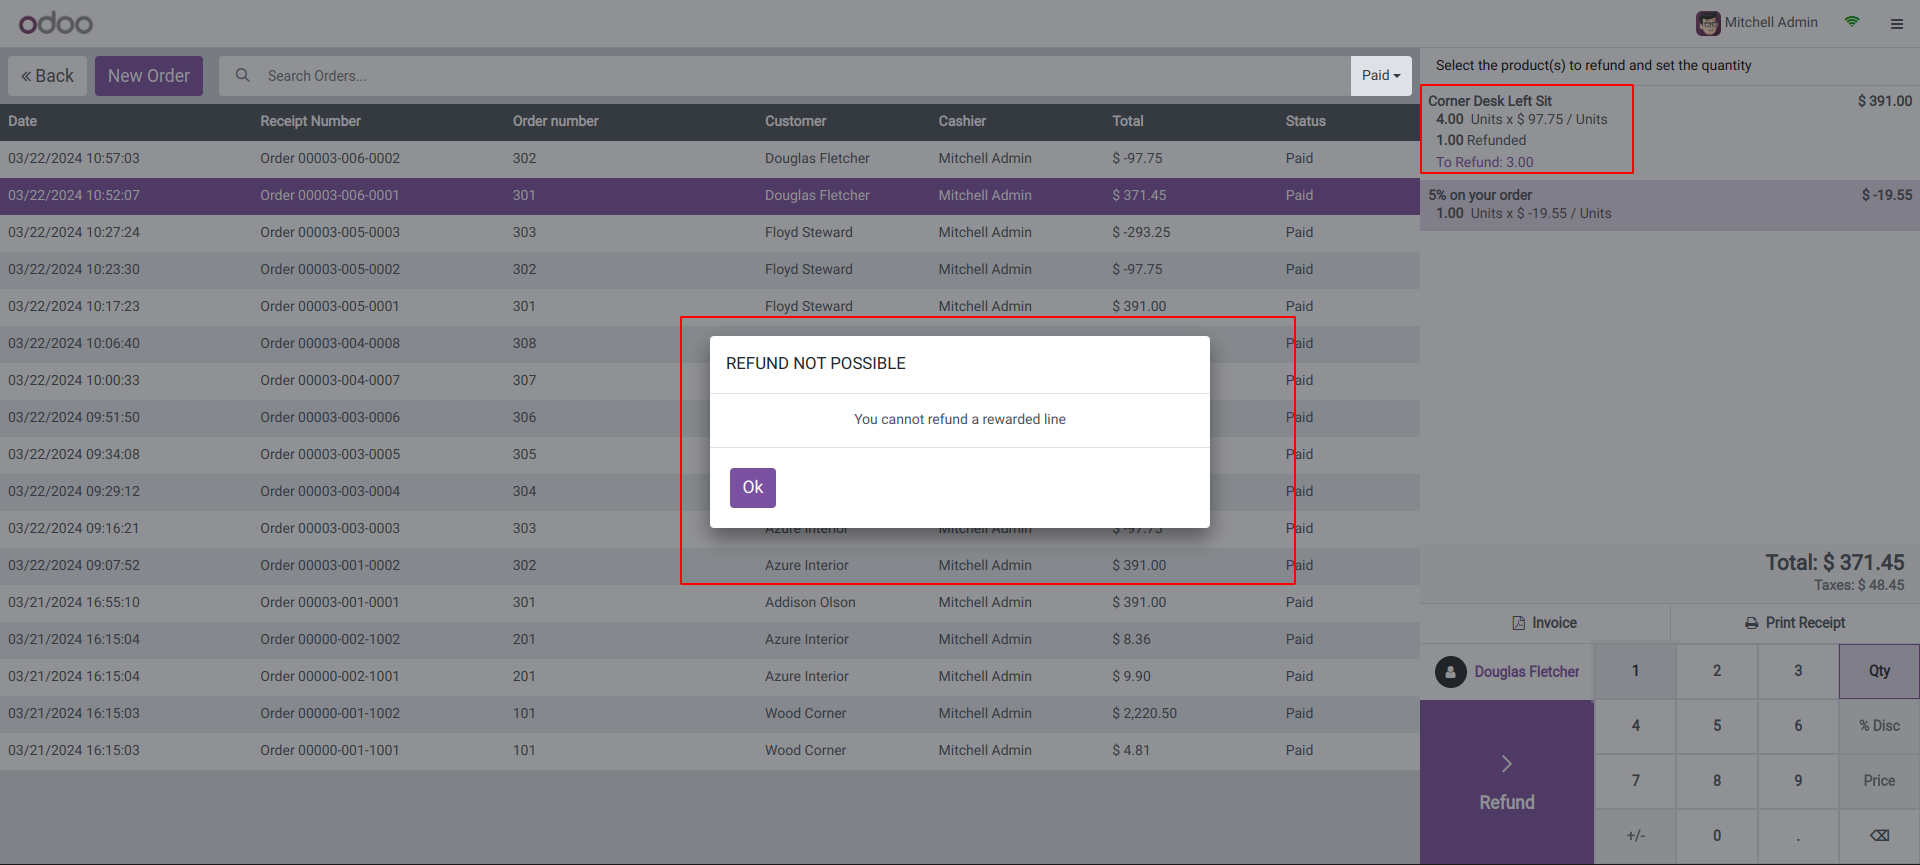 odoo
Mitchell Admin
« Back
New Order
Search Orders...
Paid
Select the product(s) to refund and set the quantity
Date Receipt Number Order number Customer Cashier Total Status
03/22/2024 10:57:03 Order 00003-006-0002 302 Douglas Fletcher Mitchell Admin $ -97.75 Paid
03/22/2024 10:52:07 Order 00003-006-0001 301 Douglas Fletcher Mitchell Admin $ 371.45 Paid
03/22/2024 10:27:24 Order 00003-005-0003 303 Floyd Steward Mitchell Admin $ -293.25 Paid
03/22/2024 10:23:30 Order 00003-005-0002 302 Floyd Steward Mitchell Admin $ -97.75 Paid
03/22/2024 10:17:23 Order 00003-005-0001 301 Floyd Steward Mitchell Admin $ 391.00 Paid
03/22/2024 10:06:40 Order 00003-004-0008 308 Paid
03/22/2024 10:00:33 Order 00003-004-0007 307 Paid
03/22/2024 09:51:50 Order 00003-003-0006 306 Paid
03/22/2024 09:34:08 Order 00003-003-0005 305 Paid
03/22/2024 09:29:12 Order 00003-003-0004 304 Paid
03/22/2024 09:16:21 Order 00003-003-0003 303 Azure Interior Mitchell Admin $ -97.75 Paid
03/22/2024 09:07:52 Order 00003-001-0002 302 Azure Interior Mitchell Admin $ 391.00 Paid
03/21/2024 16:55:10 Order 00003-001-0001 301 Addison Olson Mitchell Admin $ 391.00 Paid
03/21/2024 16:15:04 Order 00000-002-1002 201 Azure Interior Mitchell Admin $ 8.36 Paid
03/21/2024 16:15:04 Order 00000-002-1001 201 Azure Interior Mitchell Admin $ 9.90 Paid
03/21/2024 16:15:03 Order 00000-001-1002 101 Wood Corner Mitchell Admin $ 2,220.50 Paid
03/21/2024 16:15:03 Order 00000-001-1001 101 Wood Corner Mitchell Admin $ 4.81 Paid
REFUND NOT POSSIBLE
You cannot refund a rewarded line
Ok
Corner Desk Left Sit $ 391.00
4.00 Units x $ 97.75 / Units
1.00 Refunded
To Refund: 3.00
5% on your order $ -19.55
1.00 Units x $ -19.55 / Units
Total: $ 371.45
Taxes: $ 48.45
Invoice Print Receipt
Douglas Fletcher
Refund
1 2 3 Qty
4 5 6 % Disc
7 8 9 Price
+/- 0 .